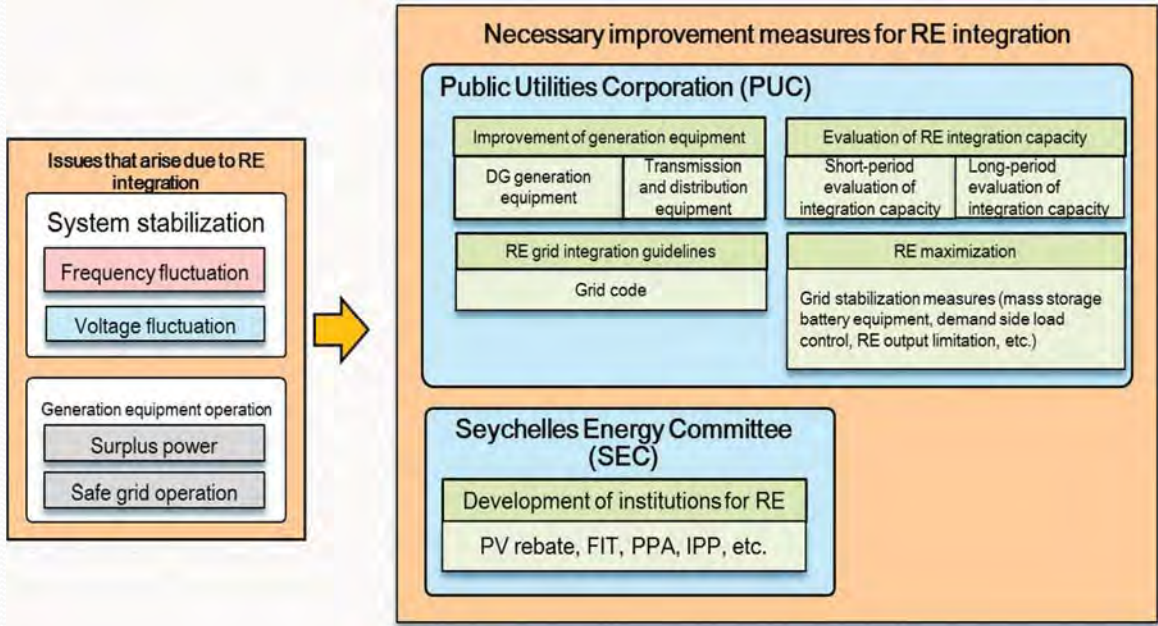 Issues that arise due to RE
integration
System stabilization
Frequency fluctuation
Voltage fluctuation
Generation equipment operation
Surplus power
Safe grid operation
Necessary improvement measures for RE integration
Public Utilities Corporation (PUC)
Improvement of generation equipment
DG generation
equipment
Transmission
and distribution
equipment
Evaluation of RE integration capacity
Short-period
evaluation of
integration capacity
Long-period
evaluation of
integration capacity
RE grid integration guidelines
Grid code
RE maximization
Grid stabilization measures (mass storage
battery equipment, demand side load
control, RE output limitation, etc.)
Seychelles Energy Committee
(SEC)
Development of institutions for RE
PV rebate, FIT, PPA, IPP, etc.